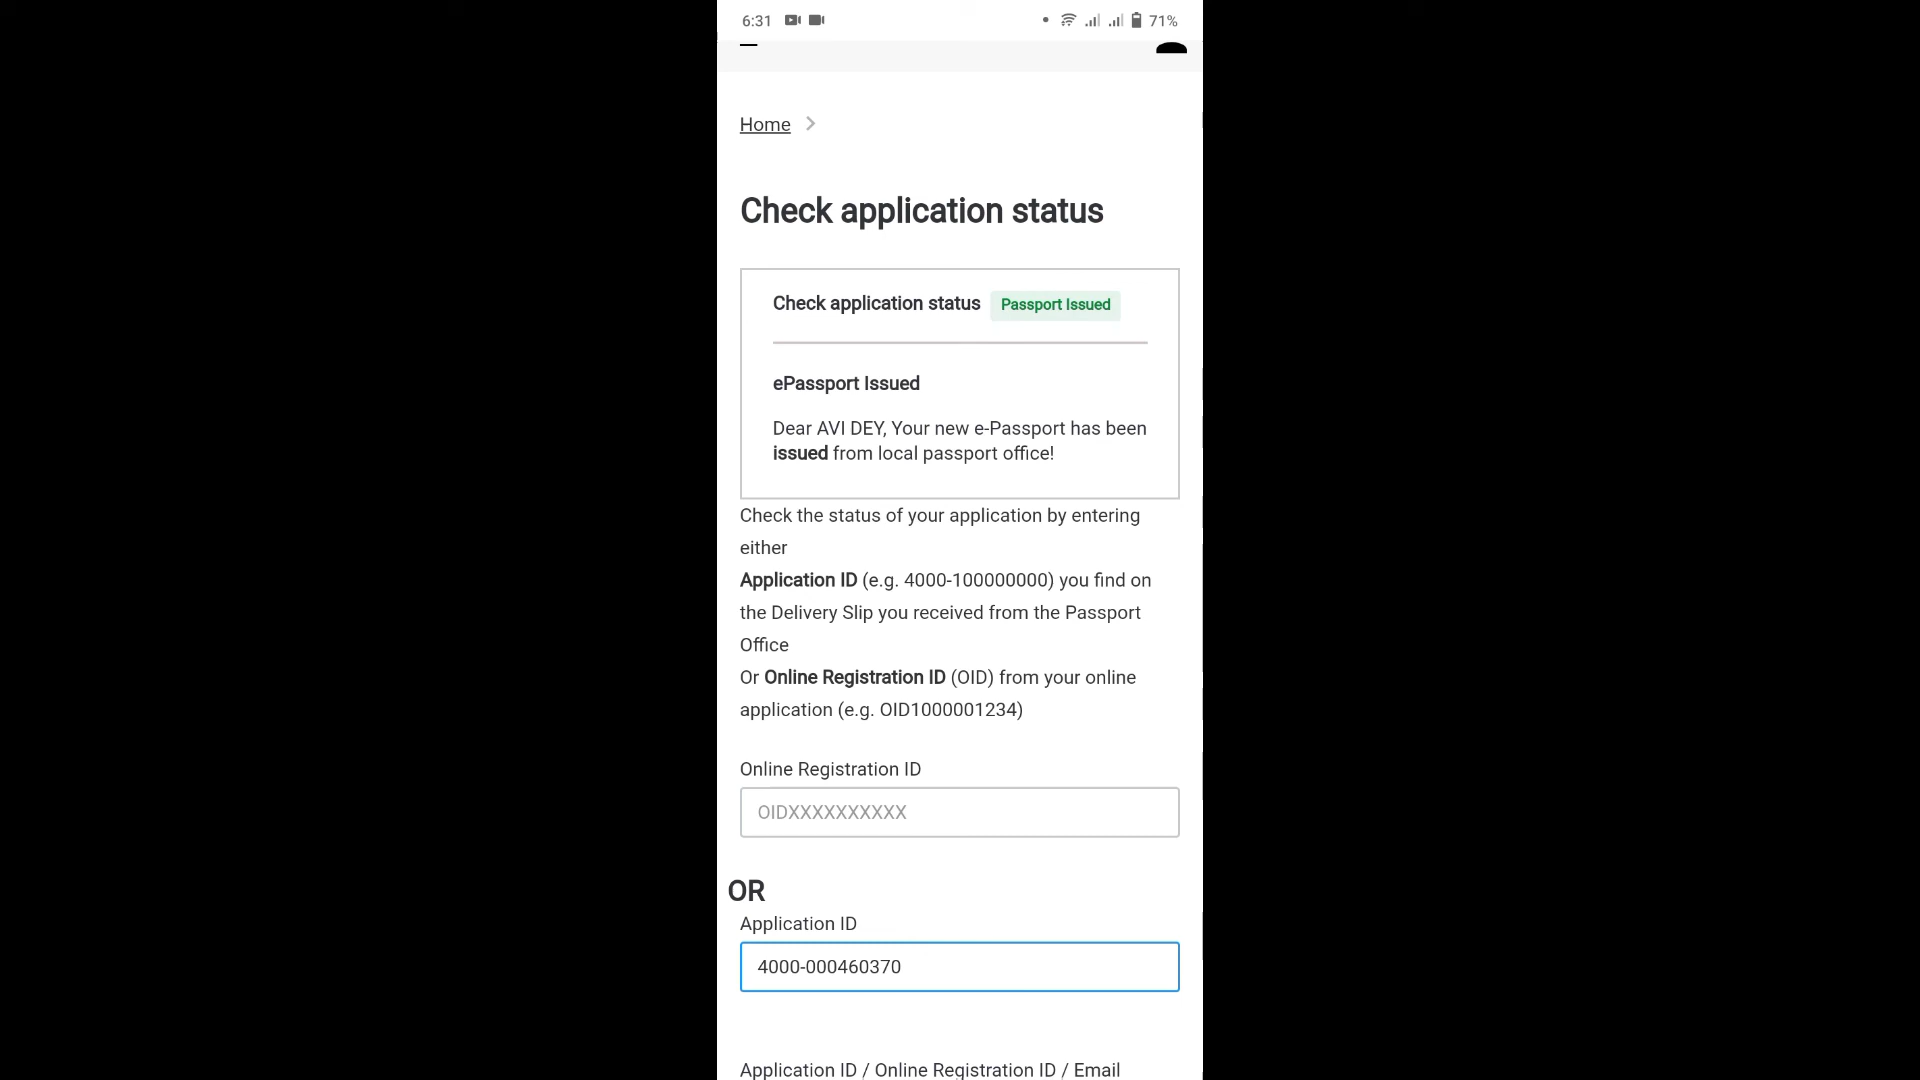 6:31
71%
Home
Check application status
Check application status Passport Issued
ePassport Issued
Dear AVI DEY, Your new e-Passport has been
issued from local passport office!
Check the status of your application by entering
either
Application ID (e.g. 4000-100000000) you find on
the Delivery Slip you received from the Passport
Office
Or Online Registration ID (OID) from your online
application (e.g. OID1000001234)
Online Registration ID
OIDXXXXXXXXXX
OR
Application ID
4000-000460370
Application ID / Online Registration ID / Email